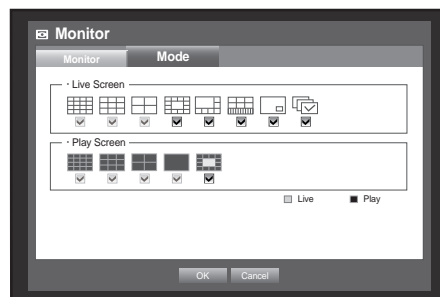 Monitor
Monitor Mode
· Live Screen
· Play Screen
Live Play
OK Cancel